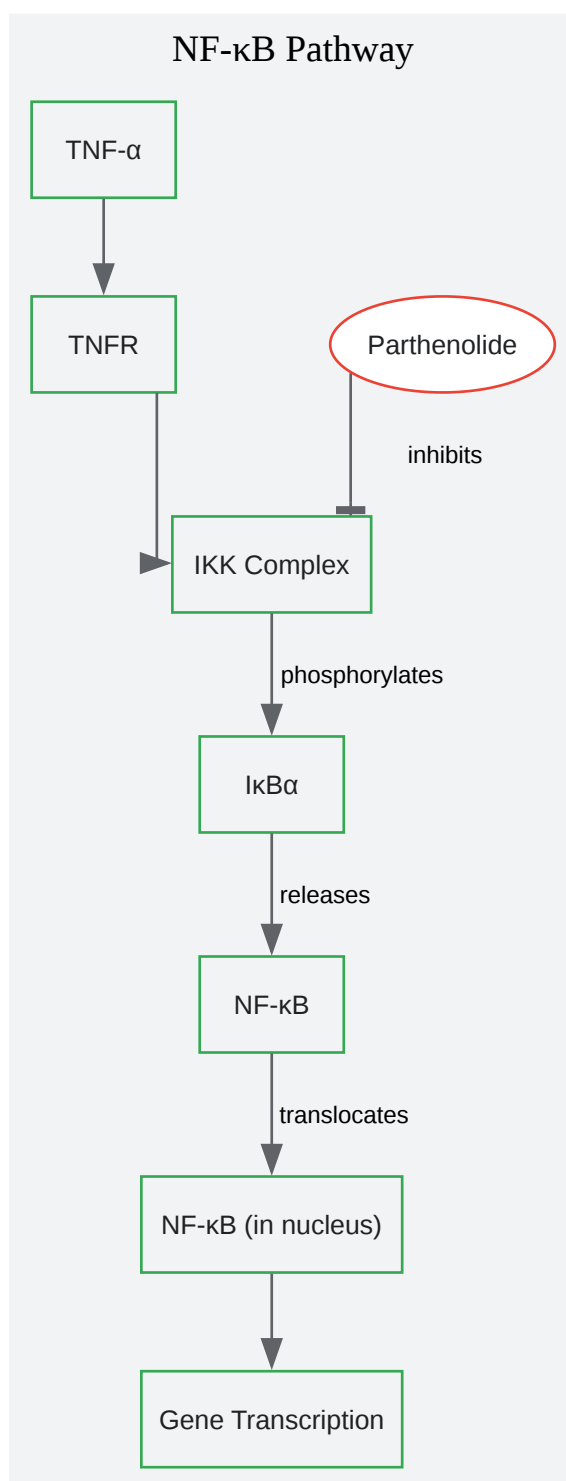 NF-κB Pathway
TNF-α
TNFR
Parthenolide
inhibits
IKK Complex
phosphorylates
IκBα
releases
NF-κB
translocates
NF-κB (in nucleus)
Gene Transcription